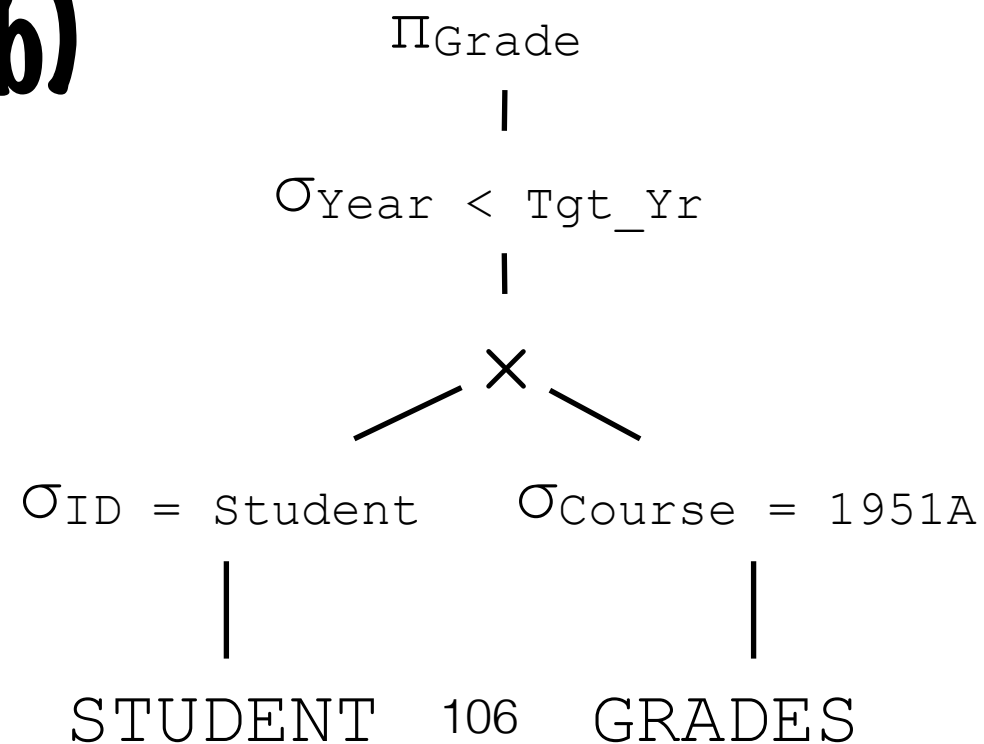 b)
ΠGrade
σYear < Tgt_Yr
×
σID = Student σCourse = 1951A
STUDENT 106 GRADES